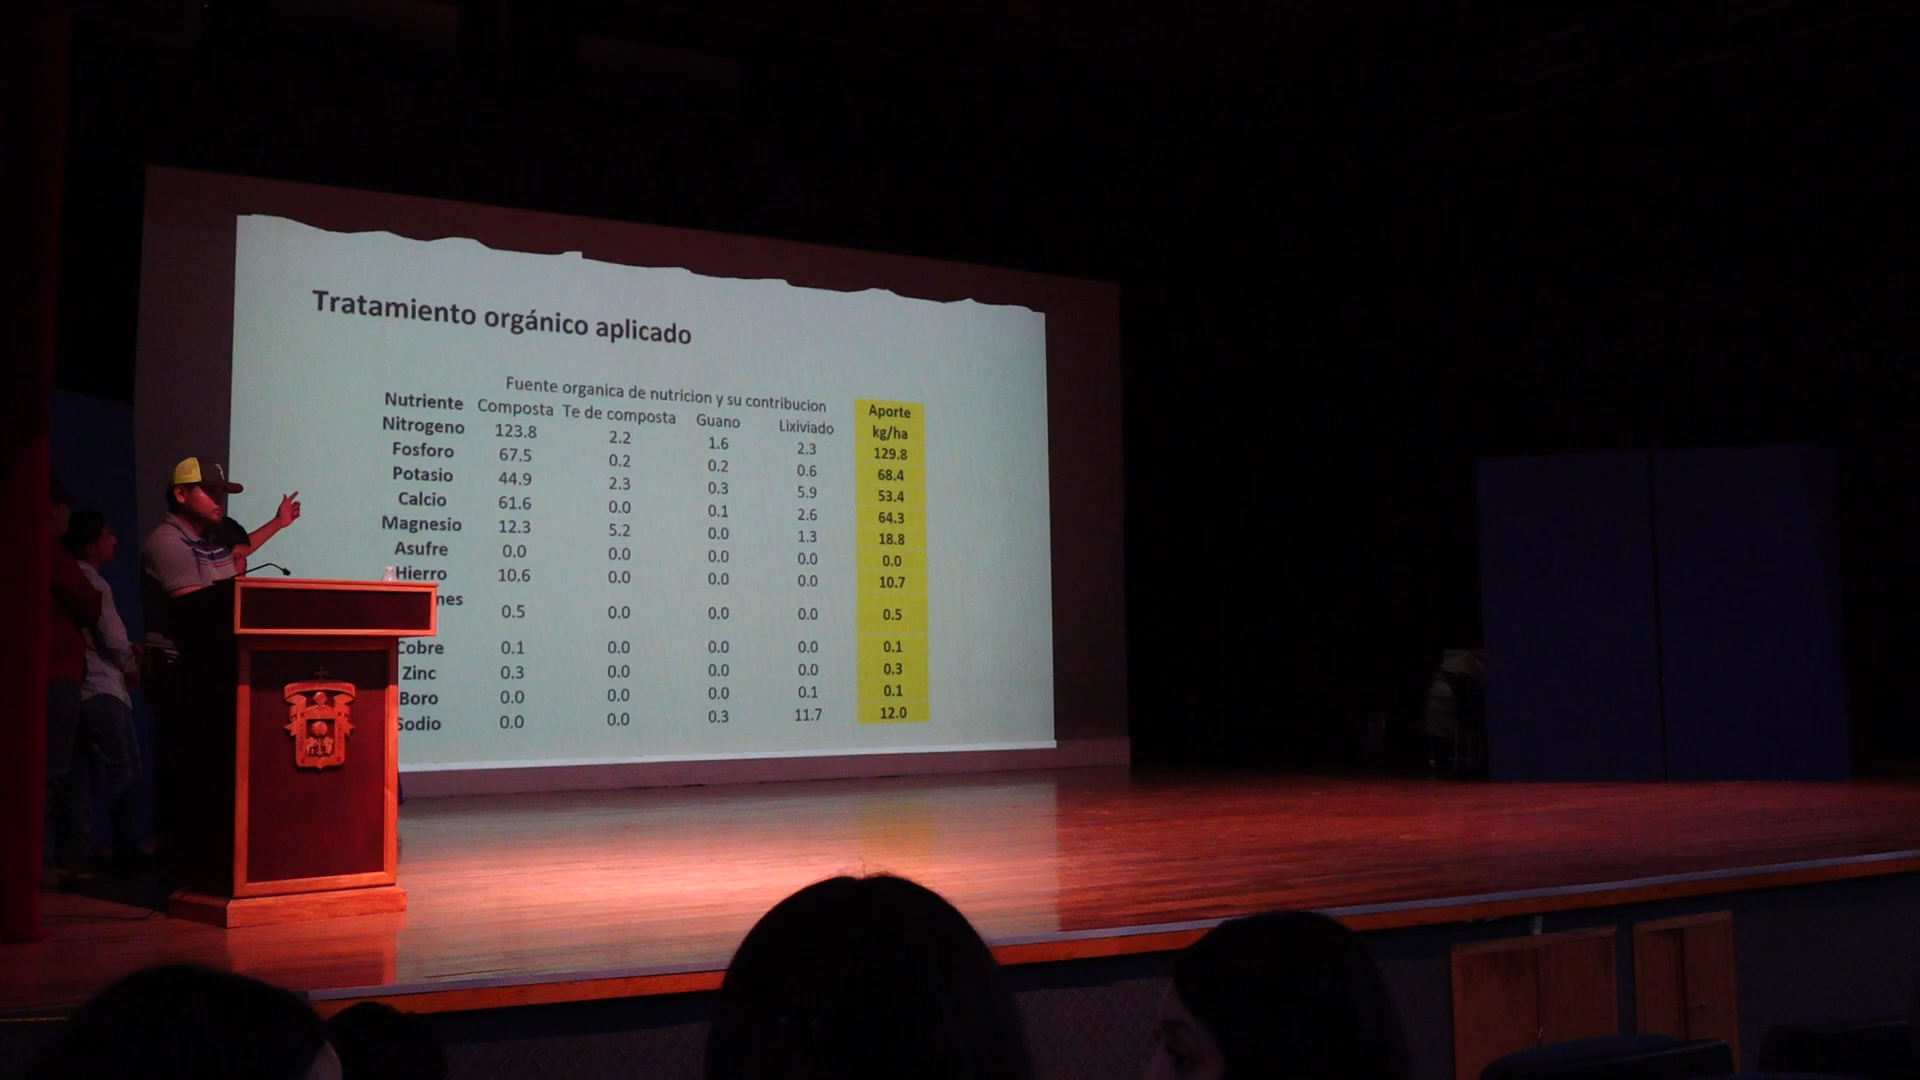 Tratamiento orgánico aplicado
Fuente organica de nutricion y su contribucion
Nutriente Composta Te de composta Guano Lixiviado Aporte kg/ha
Nitrogeno 123.8 2.2 1.6 2.3 129.8
Fosforo 67.5 0.2 0.2 0.6 68.4
Potasio 44.9 2.3 0.3 5.9 53.4
Calcio 61.6 0.0 0.1 2.6 64.3
Magnesio 12.3 5.2 0.0 1.3 18.8
Asufre 0.0 0.0 0.0 0.0 0.0
Hierro 10.6 0.0 0.0 0.0 10.7
nes 0.5 0.0 0.0 0.0 0.5
Cobre 0.1 0.0 0.0 0.0 0.1
Zinc 0.3 0.0 0.0 0.0 0.3
Boro 0.0 0.0 0.0 0.1 0.1
Sodio 0.0 0.0 0.3 11.7 12.0